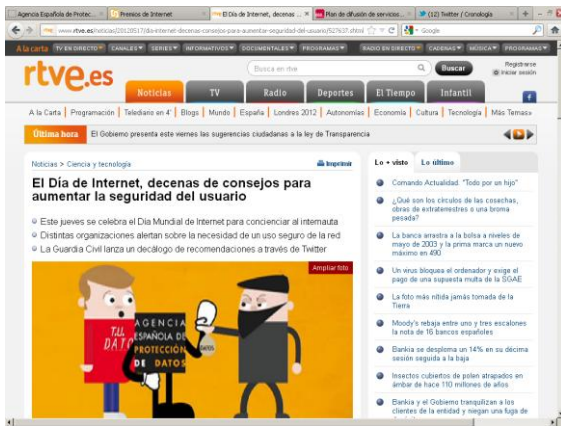 Agencia Española de Protec...
Premios de Internet
El Día de Internet, decenas ...
Plan de difusión de servicios...
(12) Twitter / Cronología
www.rtve.es/noticias/20120517/dia-internet-decenas-consejos-para-aumentar-seguridad-del-usuario/527637.shtml
Google
A la carta TV EN DIRECTO CANALES SERIES INFORMATIVOS DOCUMENTALES PROGRAMAS RADIO EN DIRECTO CADENAS MÚSICA PROGRAMAS
rtve.es
Busca en rtve
Buscar
Registrarse
Iniciar sesión
Noticias TV Radio Deportes El Tiempo Infantil
A la Carta Programación Telediario en 4' Blogs Mundo España Londres 2012 Autonomías Economía Cultura Tecnología Más Temas»
Última hora El Gobierno presenta este viernes las sugerencias ciudadanas a la ley de Transparencia
Noticias > Ciencia y tecnología
Imprimir
El Día de Internet, decenas de consejos para
aumentar la seguridad del usuario
Este jueves se celebra el Día Mundial de Internet para concienciar al internauta
Distintas organizaciones alertan sobre la necesidad de un uso seguro de la red
La Guardia Civil lanza un decálogo de recomendaciones a través de Twitter
Ampliar foto
TU
DATO
AGENCIA
ESPAÑOLA DE
PROTECCIÓN
DE DATOS
DATOS
Lo + visto Lo último
Comando Actualidad. "Todo por un hijo"
¿Qué son los círculos de las cosechas,
obras de extraterrestres o una broma
pesada?
La banca arrastra a la bolsa a niveles de
mayo de 2003 y la prima marca un nuevo
máximo en 490
Un virus bloquea el ordenador y exige el
pago de una supuesta multa de la SGAE
La foto más nítida jamás tomada de la
Tierra
Moody's rebaja entre uno y tres escalones
la nota de 16 bancos españoles
Bankia se desploma un 14% en su décima
sesión seguida a la baja
Insectos cubiertos de polen atrapados en
ámbar de hace 110 millones de años
Bankia y el Gobierno tranquilizan a los
clientes de la entidad y niegan una fuga de